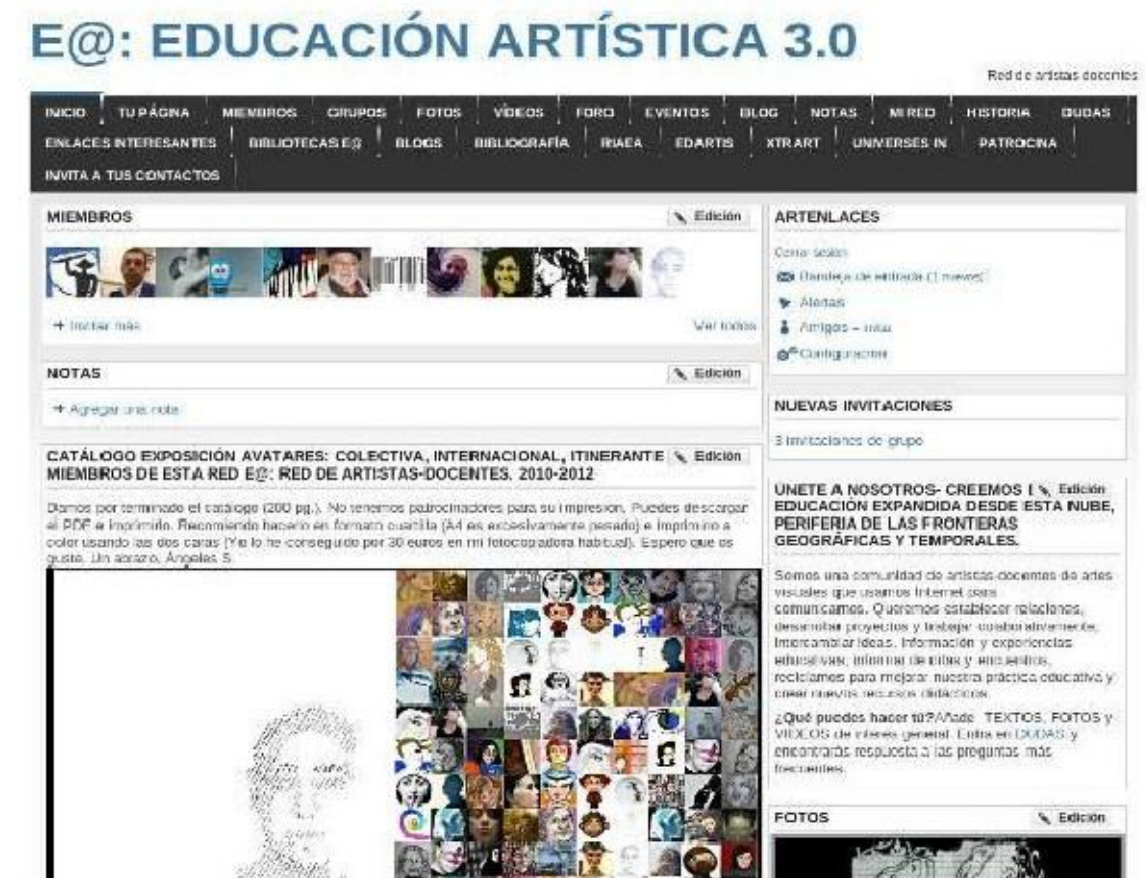 E@: EDUCACIÓN ARTÍSTICA 3.0
Red de artistas docentes
INICIO TU PÁGINA MIEMBROS GRUPOS FOTOS VÍDEOS FORO EVENTOS BLOG NOTAS MI RED HISTORIA DUDAS
ENLACES INTERESANTES BIBLIOTECAS E@ BLOGS BIBLIOGRAFÍA RIAEA EDARTIS XTRART UNIVERSES IN PATROCINA
INVITA A TUS CONTACTOS
MIEMBROS Edición
Invitar más Ver todos
NOTAS Edición
Agregar una nota
CATÁLOGO EXPOSICIÓN AVATARES: COLECTIVA, INTERNACIONAL, ITINERANTE Edición
MIEMBROS DE ESTA RED E@: RED DE ARTISTAS-DOCENTES. 2010-2012
Damos por terminado el catálogo (200 pg.). No tenemos patrocinadores para su impresión. Puedes descargar
el PDF e imprimirlo. Recomiendo hacerlo en formato cuartilla (A4 es excesivamente pesado) e imprimirlo a
color usando las dos caras (Yo lo he conseguido por 30 euros en mi fotocopiadora habitual). Espero que os
guste. Un abrazo, Ángeles S.
ARTENLACES
Cerrar sesión
Bandeja de entrada (1 nuevos)
Alertas
Amigos – Invitar
Configuración
NUEVAS INVITACIONES
3 invitaciones de grupo
ÚNETE A NOSOTROS- CREEMOS Edición
EDUCACIÓN EXPANDIDA DESDE ESTA NUBE,
PERIFERIA DE LAS FRONTERAS
GEOGRÁFICAS Y TEMPORALES.
Somos una comunidad de artistas-docentes de artes
visuales que usamos Internet para
comunicarnos. Queremos establecer relaciones,
desarrollar proyectos y trabajar colaborativamente;
intercambiar ideas, información y experiencias
educativas; informar de citas y encuentros,
reciclarnos para mejorar nuestra práctica educativa y
crear nuevos recursos didácticos.
¿Qué puedes hacer tú? Añade TEXTOS, FOTOS y
VIDEOS de interés general. Entra en DUDAS y
encontrarás respuesta a las preguntas más
frecuentes.
FOTOS Edición